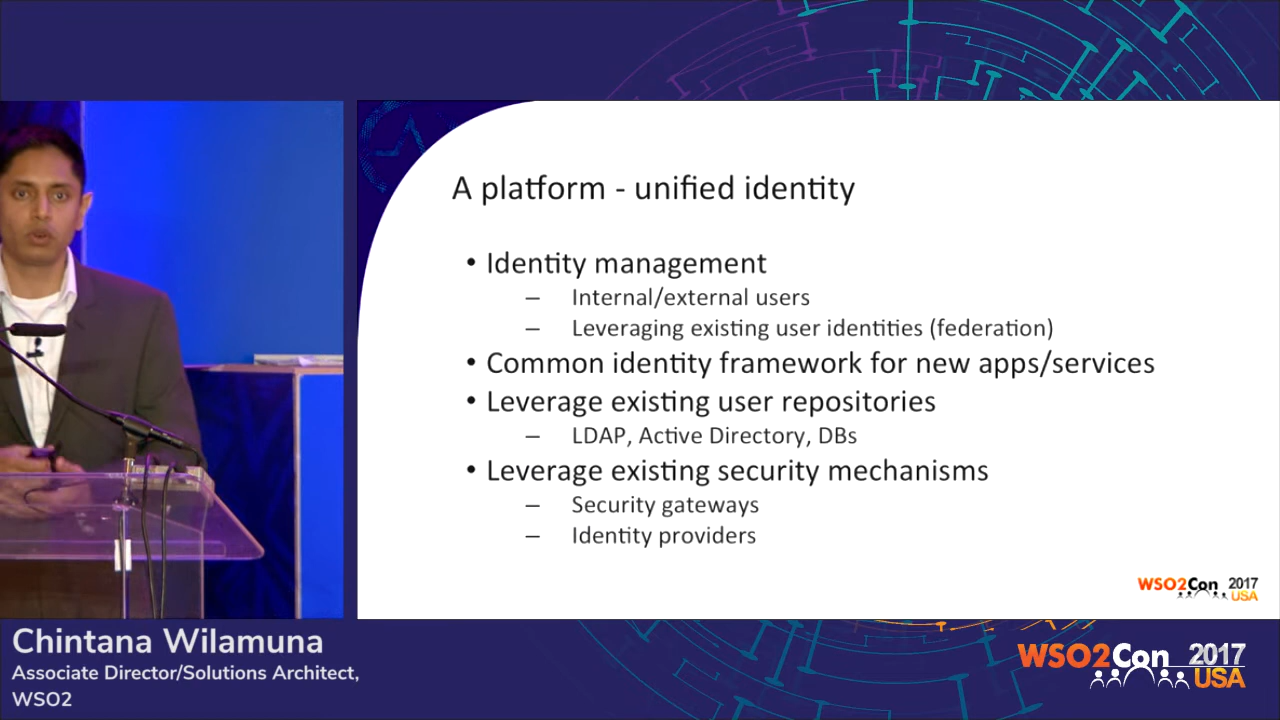 A platform - unified identity
• Identity management
– Internal/external users
– Leveraging existing user identities (federation)
• Common identity framework for new apps/services
• Leverage existing user repositories
– LDAP, Active Directory, DBs
• Leverage existing security mechanisms
– Security gateways
– Identity providers
WSO2Con 2017
USA
Chintana Wilamuna
Associate Director/Solutions Architect,
WSO2
WSO2Con 2017
USA